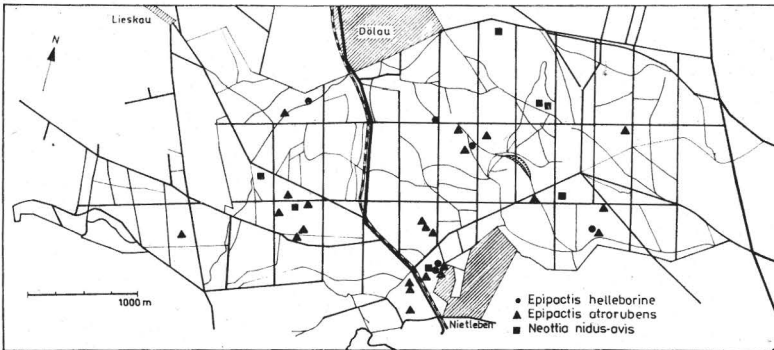 Lieskau
Dölau
N
1000 m
Nietleben
Epipactis helleborine
Epipactis atrorubens
Neottia nidus-avis